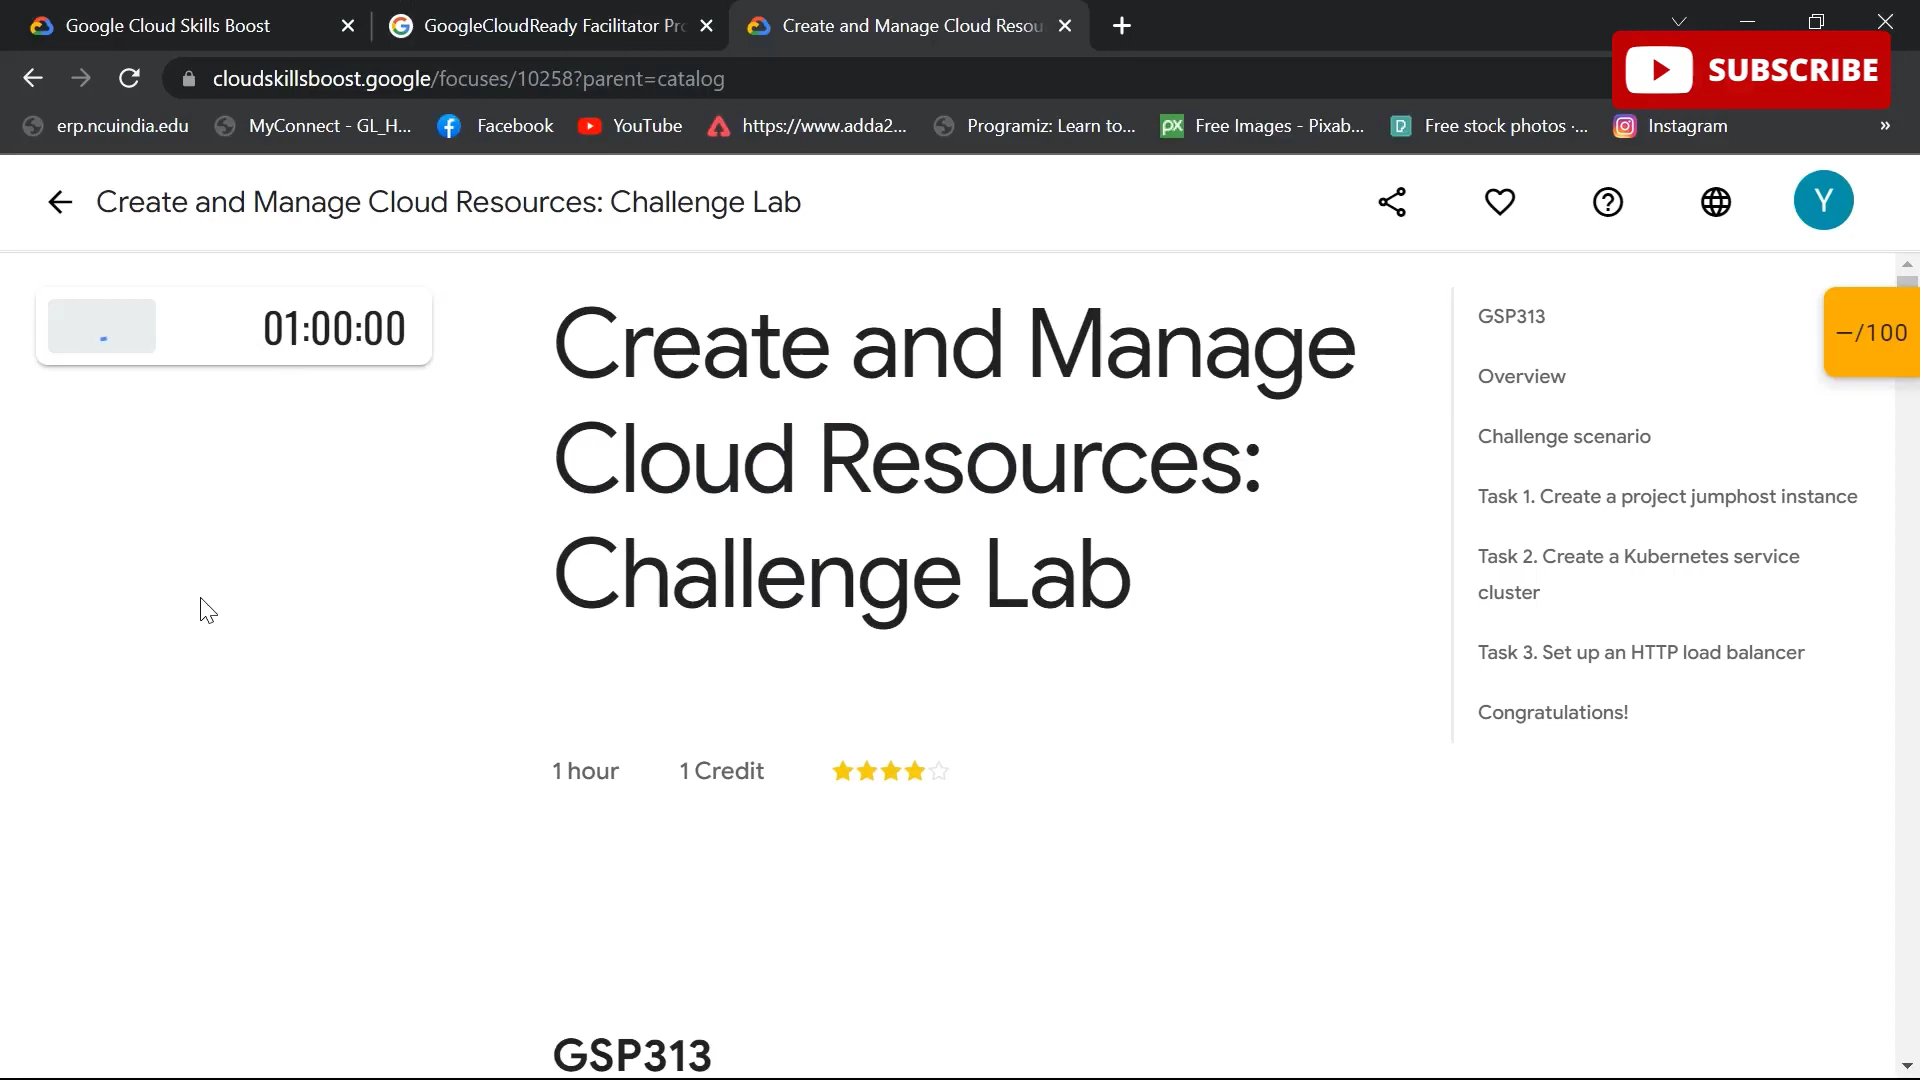 Google Cloud Skills Boost
GoogleCloudReady Facilitator Pro
Create and Manage Cloud Resou
cloudskillsboost.google/focuses/10258?parent=catalog
SUBSCRIBE
erp.ncuindia.edu
MyConnect - GL_H...
Facebook
YouTube
https://www.adda2...
Programiz: Learn to...
px
Free Images - Pixab...
Free stock photos ·...
Instagram
»
Create and Manage Cloud Resources: Challenge Lab
Y
01:00:00
Create and Manage
Cloud Resources:
Challenge Lab
1 hour
1 Credit
GSP313
GSP313
Overview
Challenge scenario
Task 1. Create a project jumphost instance
Task 2. Create a Kubernetes service
cluster
Task 3. Set up an HTTP load balancer
Congratulations!
–/100